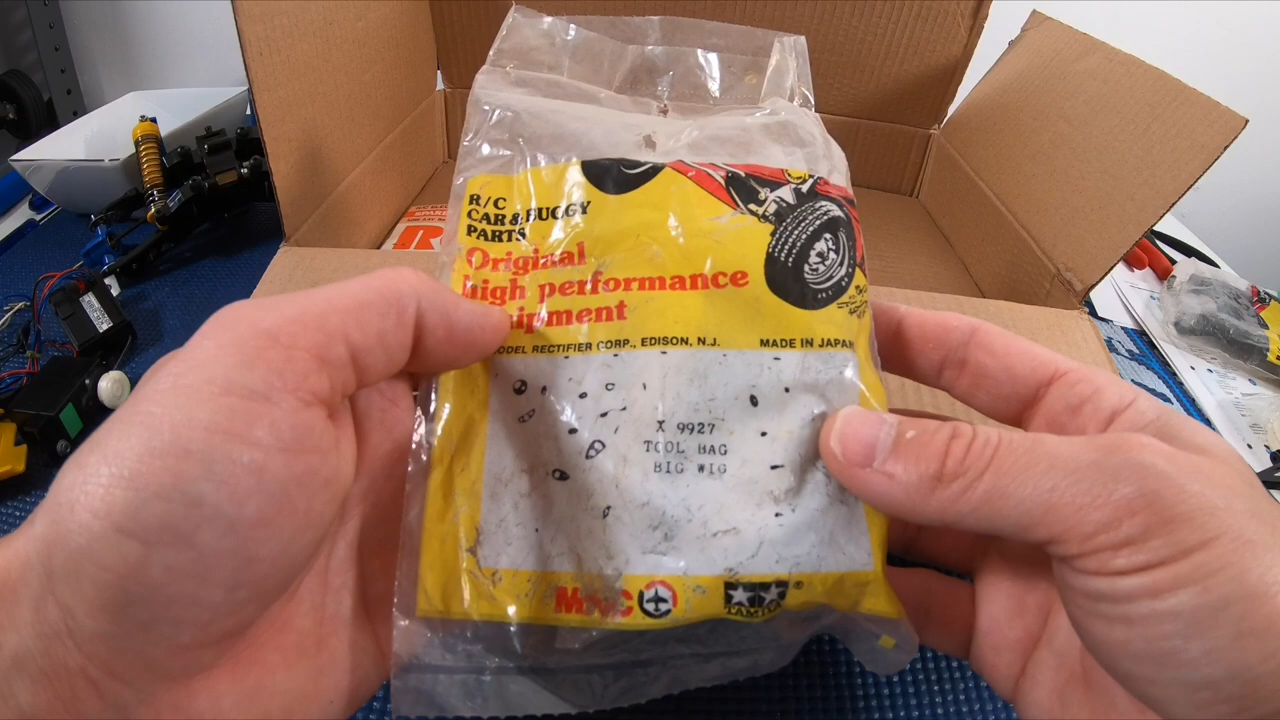 R/C
CAR & BUGGY
PARTS
Original
high performance
MODEL RECTIFIER CORP., EDISON, N.J. MADE IN JAPAN
X 9927
TOOL BAG
BIG WIG
MRC
TAMIYA
SPARE